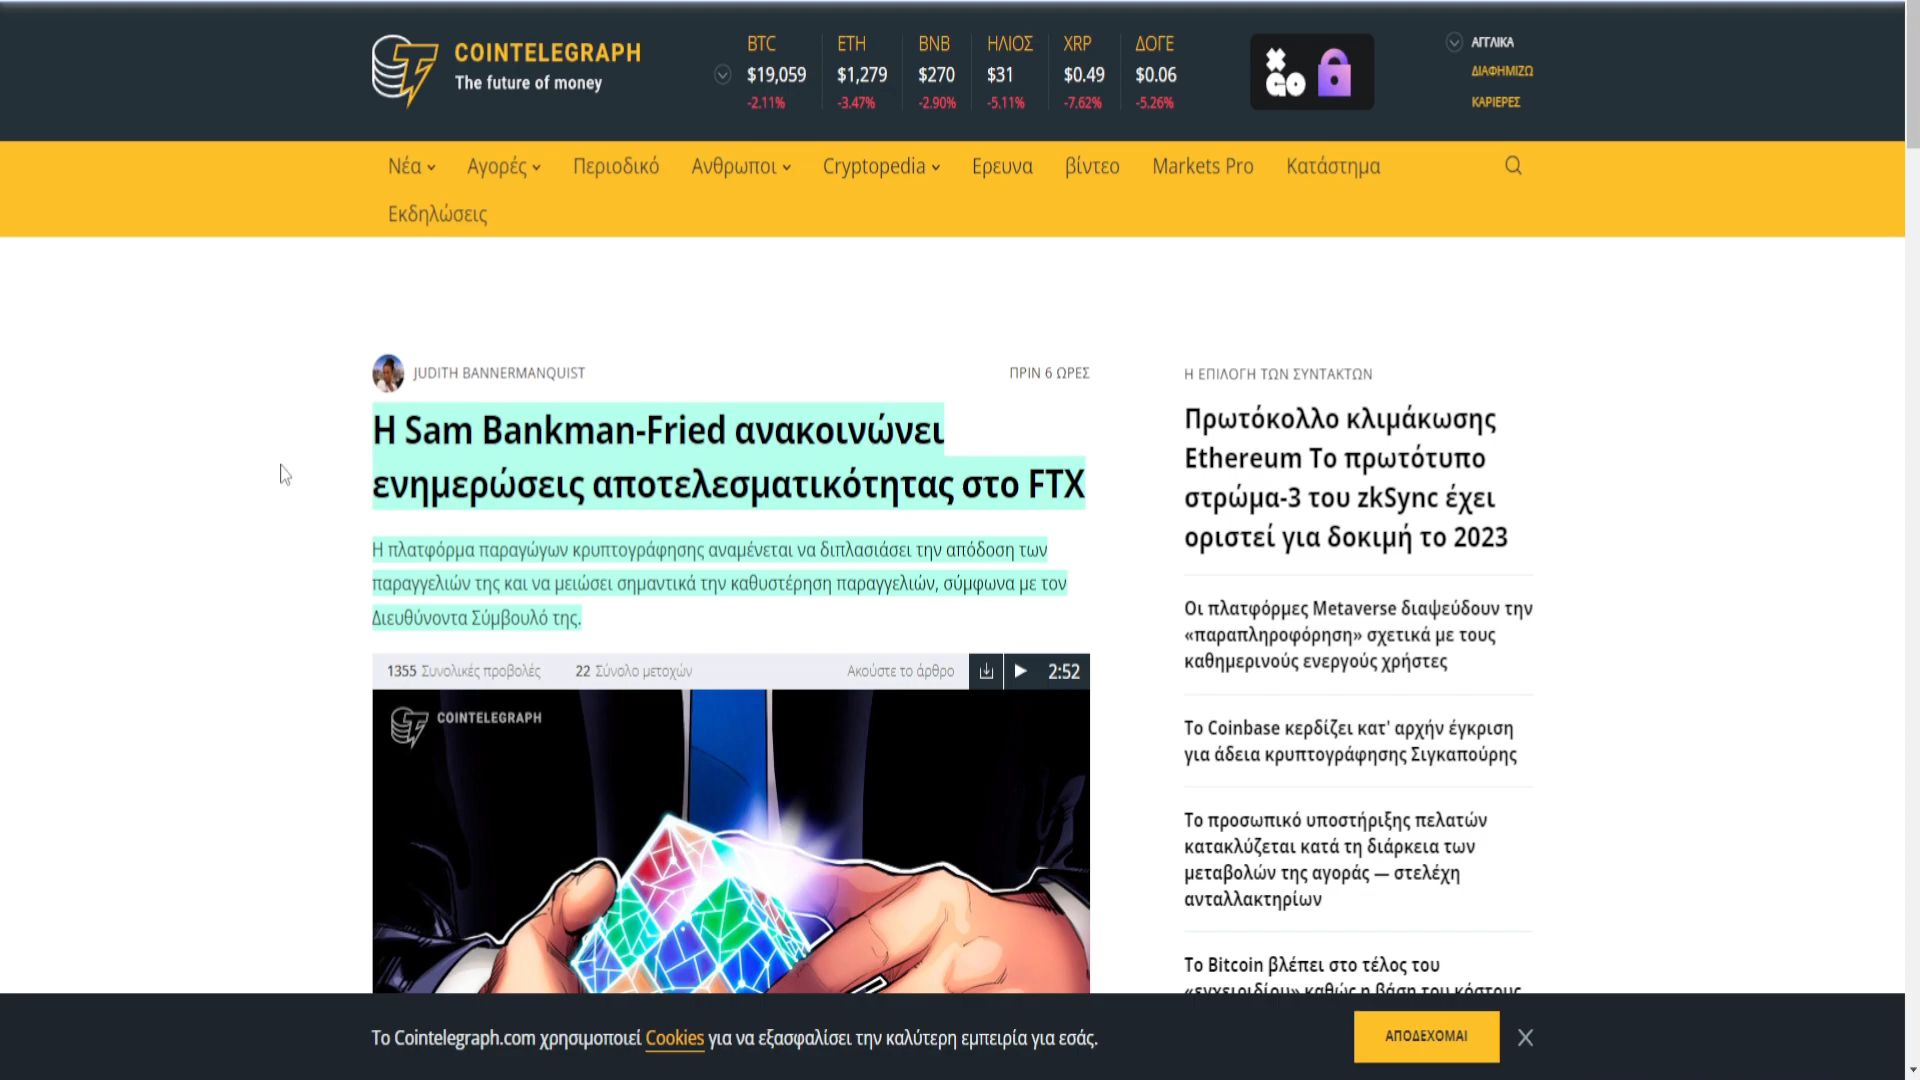 COINTELEGRAPH
The future of money
BTC ETH BNB ΗΛΙΟΣ XRP ΔΟΓΕ
$19,059 $1,279 $270 $31 $0.49 $0.06
-2.11% -3.47% -2.90% -5.11% -7.62% -5.26%
GO
ΑΓΓΛΙΚΑ
ΔΙΑΦΗΜΙΖΩ
ΚΑΡΙΕΡΕΣ
Νέα Αγορές Περιοδικό Ανθρωποι Cryptopedia Ερευνα βίντεο Markets Pro Κατάστημα
Εκδηλώσεις
JUDITH BANNERMANQUIST ΠΡΙΝ 6 ΩΡΕΣ
Η Sam Bankman-Fried ανακοινώνει
ενημερώσεις αποτελεσματικότητας στο FTX
Η πλατφόρμα παραγώγων κρυπτογράφησης αναμένεται να διπλασιάσει την απόδοση των
παραγγελιών της και να μειώσει σημαντικά την καθυστέρηση παραγγελιών, σύμφωνα με τον
Διευθύνοντα Σύμβουλό της.
1355 Συνολικές προβολές 22 Σύνολο μετοχών Ακούστε το άρθρο 2:52
COINTELEGRAPH
Η ΕΠΙΛΟΓΗ ΤΩΝ ΣΥΝΤΑΚΤΩΝ
Πρωτόκολλο κλιμάκωσης
Ethereum Το πρωτότυπο
στρώμα-3 του zkSync έχει
οριστεί για δοκιμή το 2023
Οι πλατφόρμες Metaverse διαψεύδουν την
«παραπληροφόρηση» σχετικά με τους
καθημερινούς ενεργούς χρήστες
Το Coinbase κερδίζει κατ' αρχήν έγκριση
για άδεια κρυπτογράφησης Σιγκαπούρης
Το προσωπικό υποστήριξης πελατών
κατακλύζεται κατά τη διάρκεια των
μεταβολών της αγοράς — στελέχη
ανταλλακτηρίων
Το Bitcoin βλέπει στο τέλος του
«εγχειριδίου» καθώς η βάση του κόστους
Το Cointelegraph.com χρησιμοποιεί Cookies για να εξασφαλίσει την καλύτερη εμπειρία για εσάς.
ΑΠΟΔΕΧΟΜΑΙ